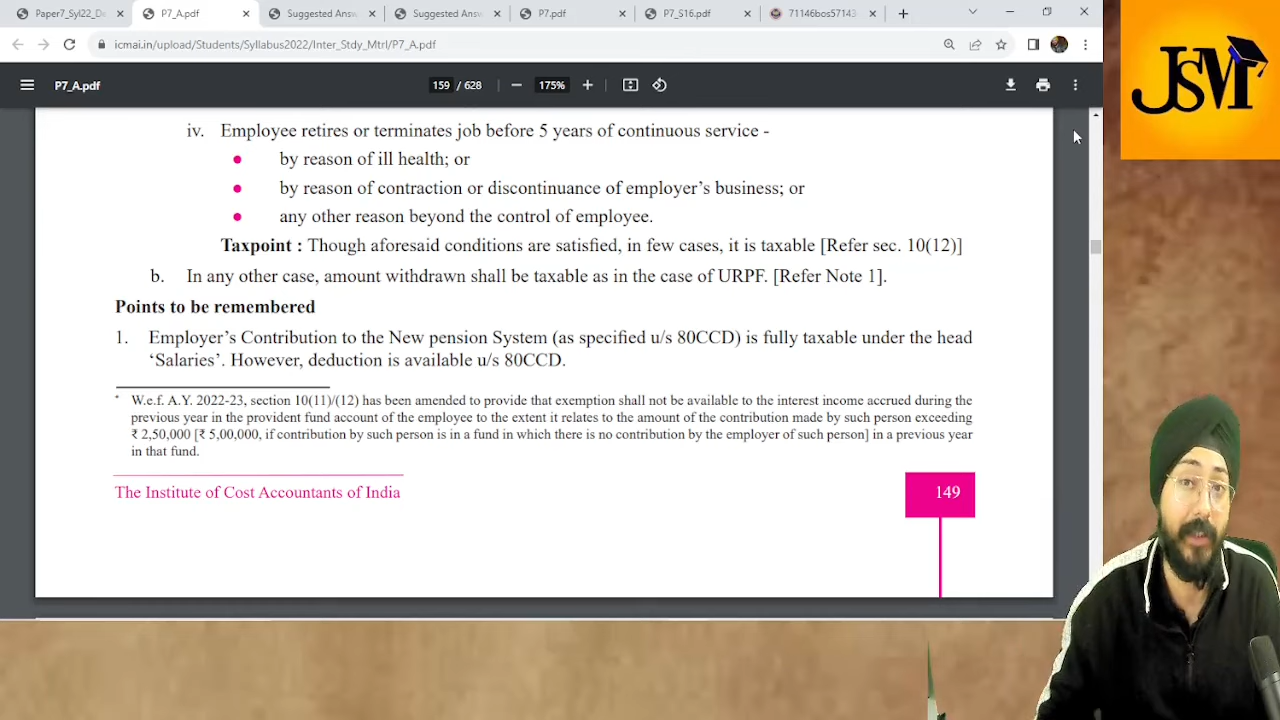 Paper7_Syl22_De
P7_A.pdf
Suggested Answ
Suggested Answ
P7.pdf
P7_S16.pdf
71146bos57143
icmai.in/upload/Students/Syllabus2022/Inter_Stdy_Mtrl/P7_A.pdf
P7_A.pdf
159 / 628
175%
JSM
iv. Employee retires or terminates job before 5 years of continuous service -
• by reason of ill health; or
• by reason of contraction or discontinuance of employer's business; or
• any other reason beyond the control of employee.
Taxpoint : Though aforesaid conditions are satisfied, in few cases, it is taxable [Refer sec. 10(12)]
b. In any other case, amount withdrawn shall be taxable as in the case of URPF. [Refer Note 1].
Points to be remembered
1. Employer's Contribution to the New pension System (as specified u/s 80CCD) is fully taxable under the head
'Salaries'. However, deduction is available u/s 80CCD.
* W.e.f. A.Y. 2022-23, section 10(11)/(12) has been amended to provide that exemption shall not be available to the interest income accrued during the
previous year in the provident fund account of the employee to the extent it relates to the amount of the contribution made by such person exceeding
₹ 2,50,000 [₹ 5,00,000, if contribution by such person is in a fund in which there is no contribution by the employer of such person] in a previous year
in that fund.
The Institute of Cost Accountants of India
149